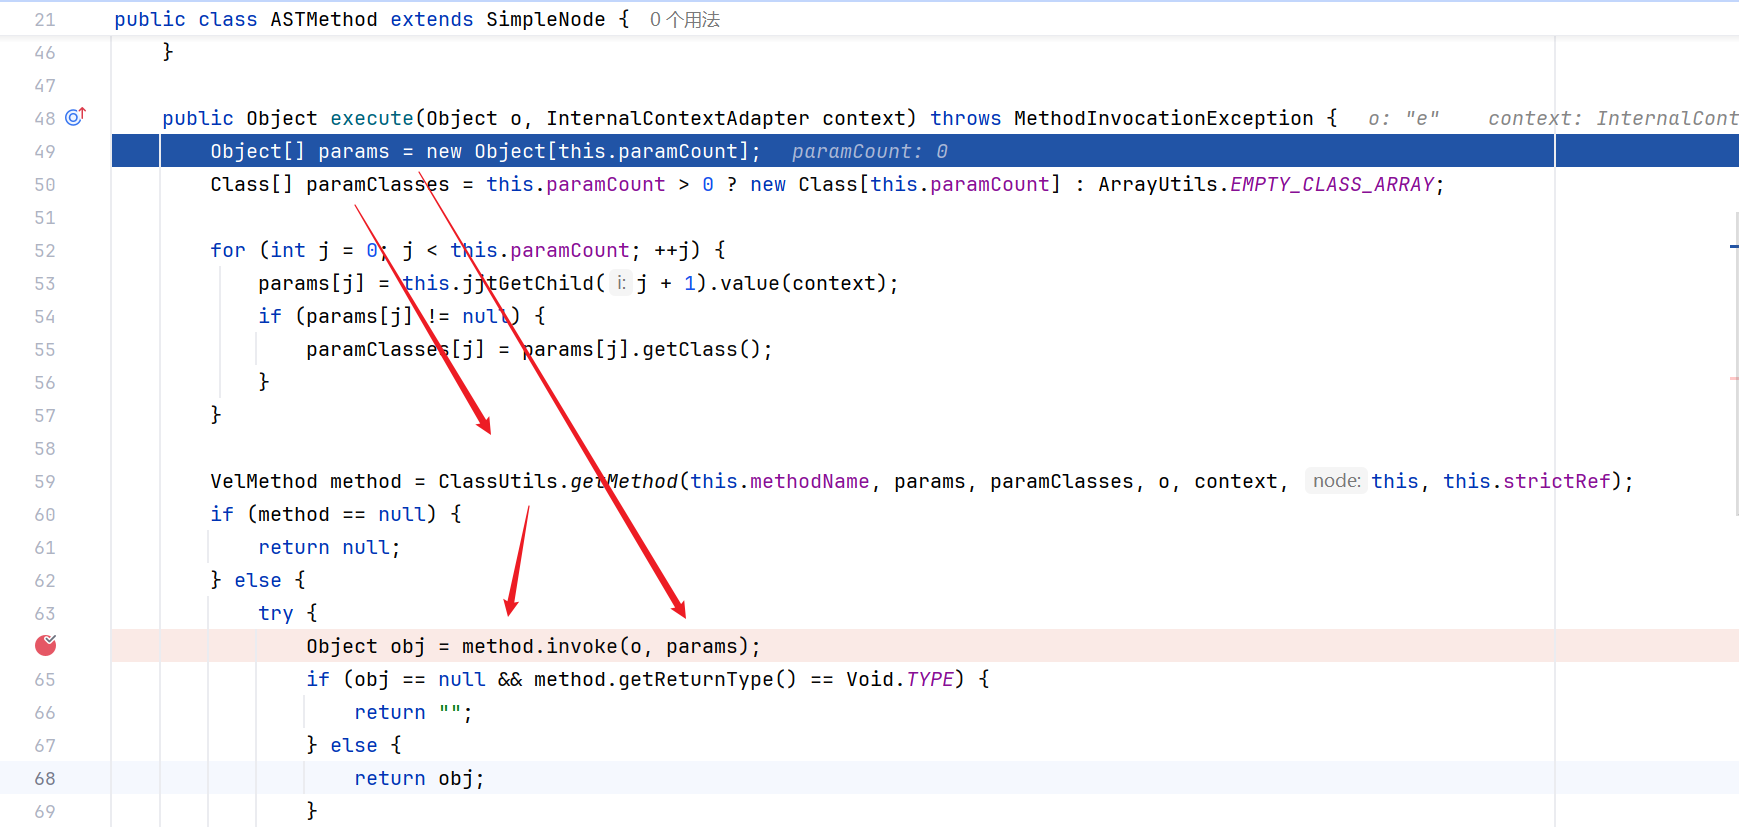 21 public class ASTMethod extends SimpleNode { 0 个用法
46 }
47
48 public Object execute(Object o, InternalContextAdapter context) throws MethodInvocationException { o: "e" context: InternalCont
49 Object[] params = new Object[this.paramCount]; paramCount: 0
50 Class[] paramClasses = this.paramCount > 0 ? new Class[this.paramCount] : ArrayUtils.EMPTY_CLASS_ARRAY;
51
52 for (int j = 0; j < this.paramCount; ++j) {
53 params[j] = this.jjtGetChild( i: j + 1).value(context);
54 if (params[j] != null) {
55 paramClasses[j] = params[j].getClass();
56 }
57 }
58
59 VelMethod method = ClassUtils.getMethod(this.methodName, params, paramClasses, o, context, node: this, this.strictRef);
60 if (method == null) {
61 return null;
62 } else {
63 try {
Object obj = method.invoke(o, params);
65 if (obj == null && method.getReturnType() == Void.TYPE) {
66 return "";
67 } else {
68 return obj;
69 }